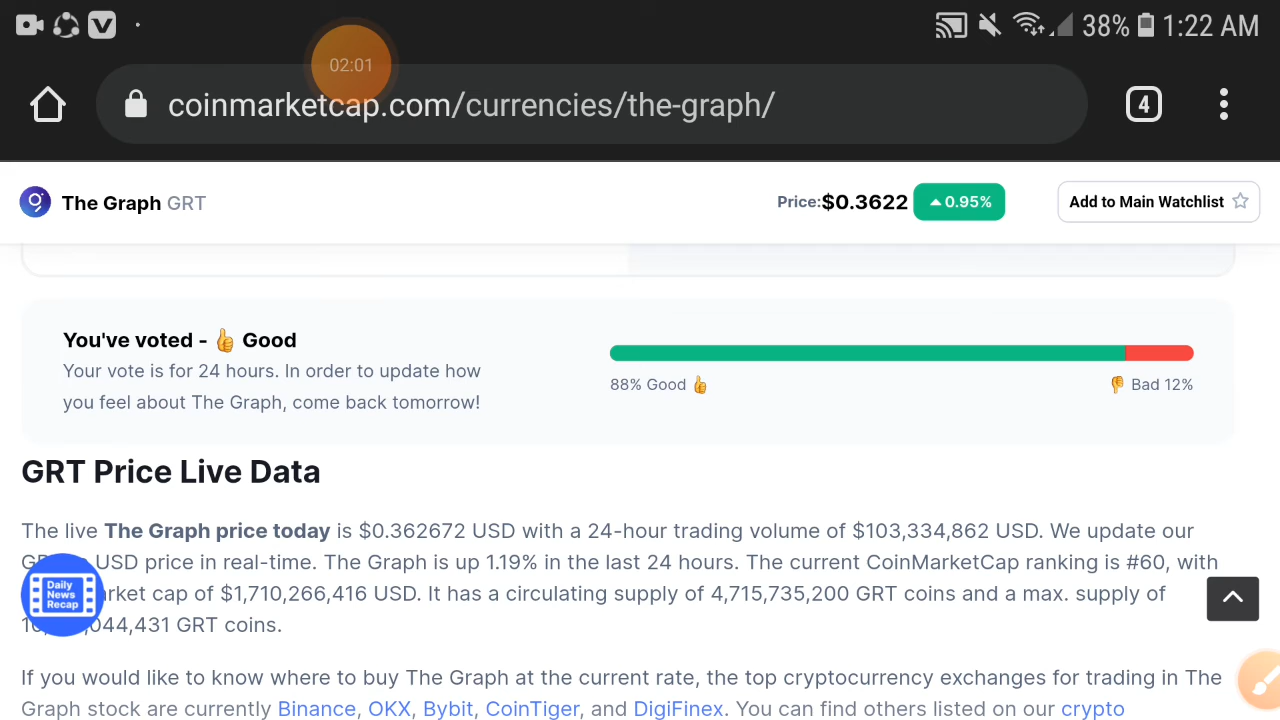 38% 1:22 AM
02:01
coinmarketcap.com/currencies/the-graph/
4
The Graph GRT
Price:$0.3622 0.95%
Add to Main Watchlist
You've voted - 👍 Good
Your vote is for 24 hours. In order to update how
you feel about The Graph, come back tomorrow!
88% Good 👍
👎 Bad 12%
GRT Price Live Data
The live The Graph price today is $0.362672 USD with a 24-hour trading volume of $103,334,862 USD. We update our
USD price in real-time. The Graph is up 1.19% in the last 24 hours. The current CoinMarketCap ranking is #60, with
cap of $1,710,266,416 USD. It has a circulating supply of 4,715,735,200 GRT coins and a max. supply of
GRT coins.
Daily
News
Recap
If you would like to know where to buy The Graph at the current rate, the top cryptocurrency exchanges for trading in The
Graph stock are currently Binance, OKX, Bybit, CoinTiger, and DigiFinex. You can find others listed on our crypto